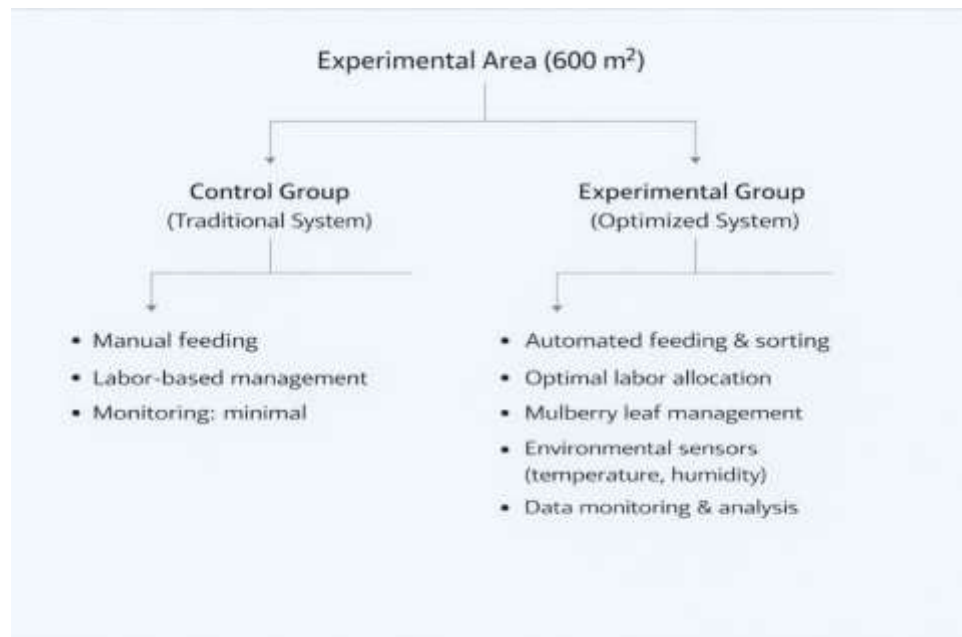 Experimental Area (600 m²)
Control Group
(Traditional System)
• Manual feeding
• Labor-based management
• Monitoring: minimal
Experimental Group
(Optimized System)
• Automated feeding & sorting
• Optimal labor allocation
• Mulberry leaf management
• Environmental sensors
(temperature, humidity)
• Data monitoring & analysis